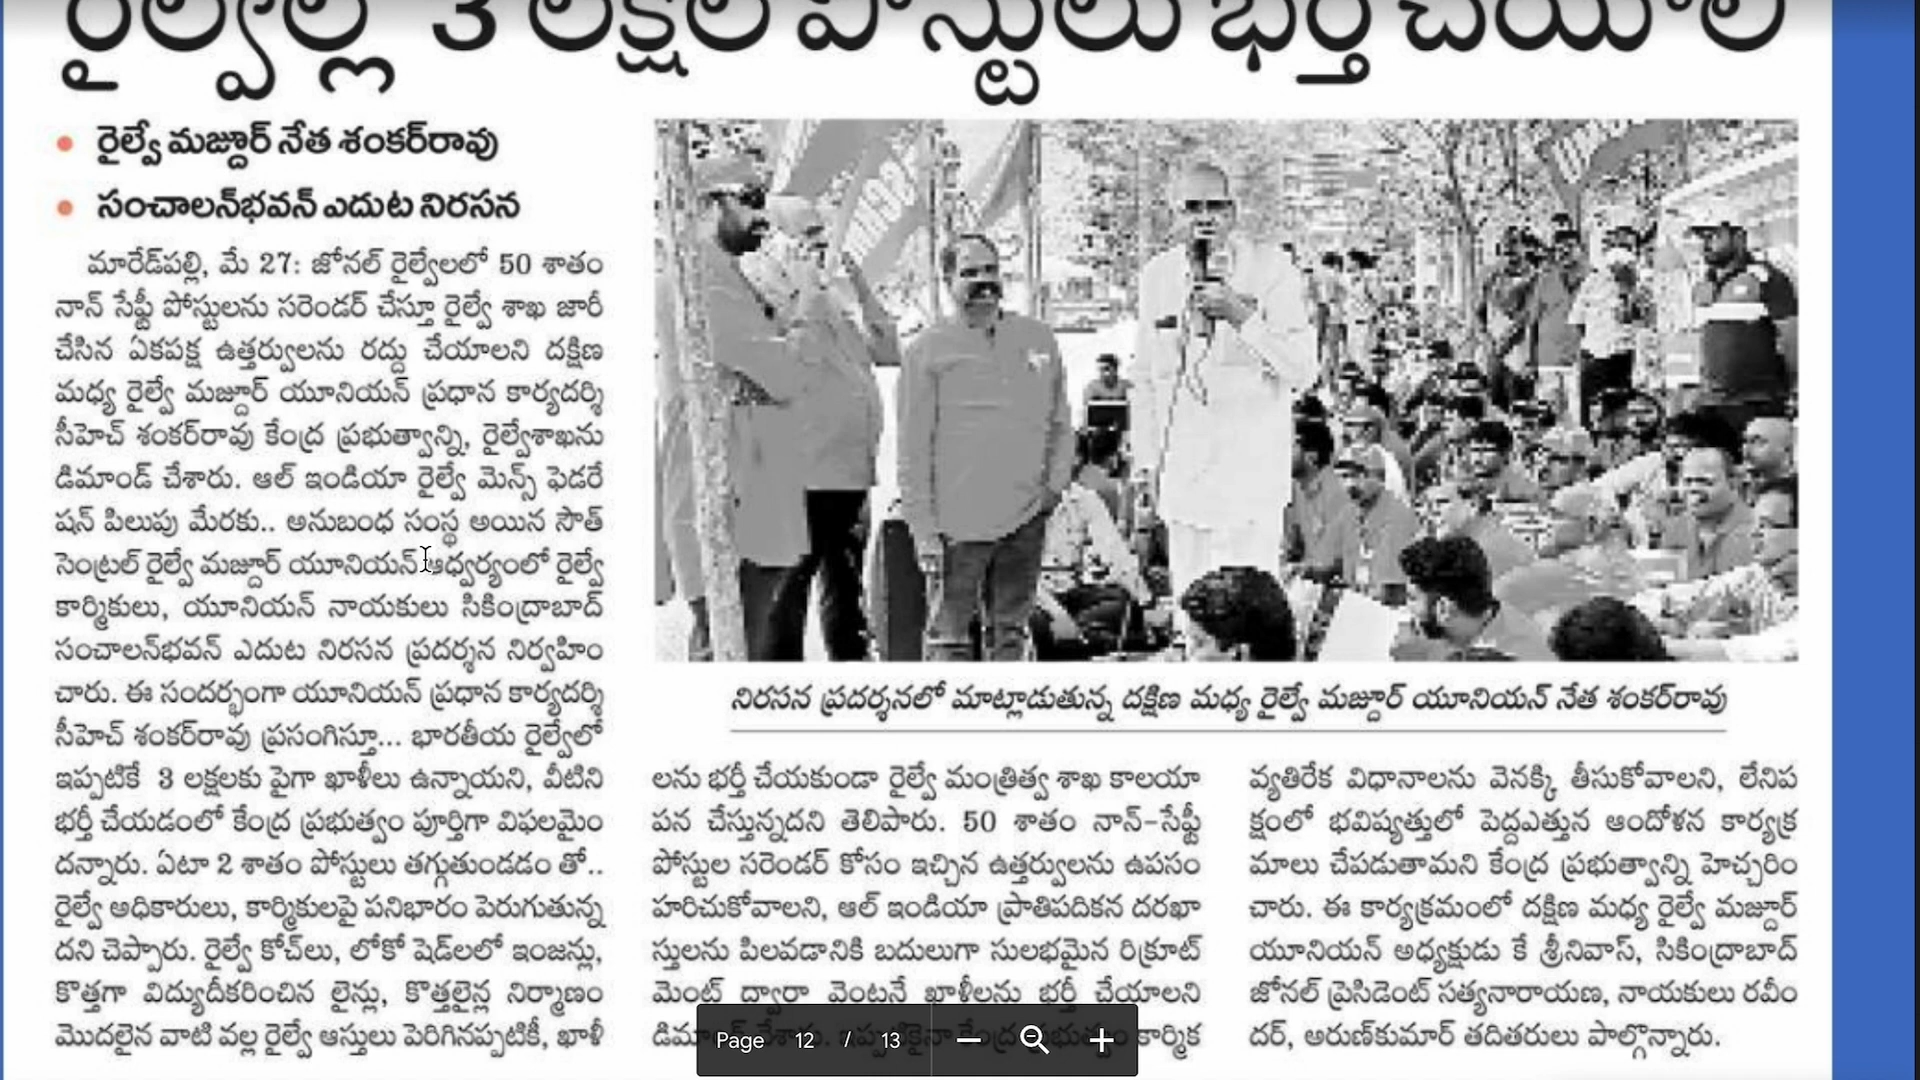 రైల్వేల్లో 3 లక్షల పోస్టులు భర్తీ చేయాలి
• రైల్వే మజ్దూర్ నేత శంకర్‌రావు
• సంచాలన్‌భవన్ ఎదుట నిరసన
మారేడ్‌పల్లి, మే 27: జోనల్ రైల్వేలలో 50 శాతం
నాన్ సేఫ్టీ పోస్టులను సరెండర్ చేస్తూ రైల్వే శాఖ జారీ
చేసిన ఏకపక్ష ఉత్తర్వులను రద్దు చేయాలని దక్షిణ
మధ్య రైల్వే మజ్దూర్ యూనియన్ ప్రధాన కార్యదర్శి
సీహెచ్ శంకర్‌రావు కేంద్ర ప్రభుత్వాన్ని, రైల్వేశాఖను
డిమాండ్ చేశారు. ఆల్ ఇండియా రైల్వే మెన్స్ ఫెడరే
షన్ పిలుపు మేరకు.. అనుబంధ సంస్థ అయిన సౌత్
సెంట్రల్ రైల్వే మజ్దూర్ యూనియన్ ఆధ్వర్యంలో రైల్వే
కార్మికులు, యూనియన్ నాయకులు సికింద్రాబాద్
సంచాలన్‌భవన్ ఎదుట నిరసన ప్రదర్శన నిర్వహిం
చారు. ఈ సందర్భంగా యూనియన్ ప్రధాన కార్యదర్శి
సీహెచ్ శంకర్‌రావు ప్రసంగిస్తూ... భారతీయ రైల్వేలో
ఇప్పటికే 3 లక్షలకు పైగా ఖాళీలు ఉన్నాయని, వీటిని
భర్తీ చేయడంలో కేంద్ర ప్రభుత్వం పూర్తిగా విఫలమైం
దన్నారు. ఏటా 2 శాతం పోస్టులు తగ్గుతుండడం తో..
రైల్వే అధికారులు, కార్మికులపై పనిభారం పెరుగుతున్న
దని చెప్పారు. రైల్వే కోచ్‌లు, లోకో షెడ్‌లలో ఇంజన్లు,
కొత్తగా విద్యుదీకరించిన లైన్లు, కొత్తలైన్ల నిర్మాణం
మొదలైన వాటి వల్ల రైల్వే ఆస్తులు పెరిగినప్పటికీ, ఖాళీ
నిరసన ప్రదర్శనలో మాట్లాడుతున్న దక్షిణ మధ్య రైల్వే మజ్దూర్ యూనియన్ నేత శంకర్‌రావు
లను భర్తీ చేయకుండా రైల్వే మంత్రిత్వ శాఖ కాలయా
పన చేస్తున్నదని తెలిపారు. 50 శాతం నాన్-సేఫ్టీ
పోస్టుల సరెండర్ కోసం ఇచ్చిన ఉత్తర్వులను ఉపసం
హరిచుకోవాలని, ఆల్ ఇండియా ప్రాతిపదికన దరఖా
స్తులను పిలవడానికి బదులుగా సులభమైన రిక్రూట్
మెంట్ ద్వారా వెంటనే ఖాళీలను భర్తీ చేయాలని
డిమాండ్ చేశారు. ఇప్పటికైనా కేంద్ర ప్రభుత్వం కార్మిక
వ్యతిరేక విధానాలను వెనక్కి తీసుకోవాలని, లేనిప
క్షంలో భవిష్యత్తులో పెద్దఎత్తున ఆందోళన కార్యక్ర
మాలు చేపడుతామని కేంద్ర ప్రభుత్వాన్ని హెచ్చరిం
చారు. ఈ కార్యక్రమంలో దక్షిణ మధ్య రైల్వే మజ్దూర్
యూనియన్ అధ్యక్షుడు కే శ్రీనివాస్, సికింద్రాబాద్
జోనల్ ప్రెసిడెంట్ సత్యనారాయణ, నాయకులు రవీం
దర్, అరుణ్‌కుమార్ తదితరులు పాల్గొన్నారు.
Page 12 / 13